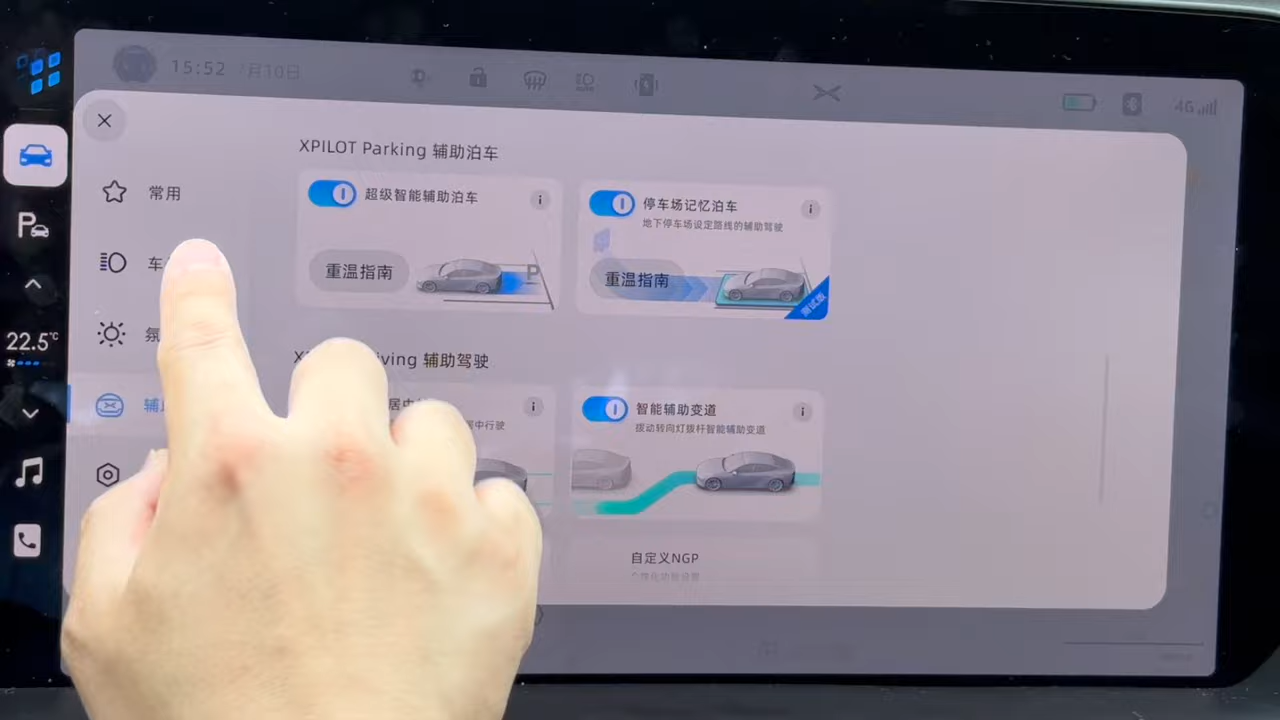 15:52 7月10日
4G
XPILOT Parking 辅助泊车
常用
超级智能辅助泊车
停车场记忆泊车
地下停车场设定路线的辅助驾驶
重温指南
重温指南
P
测试版
车
22.5℃
氛
辅助驾驶
辅
智能辅助变道
拨动转向灯拨杆智能辅助变道
自定义NGP